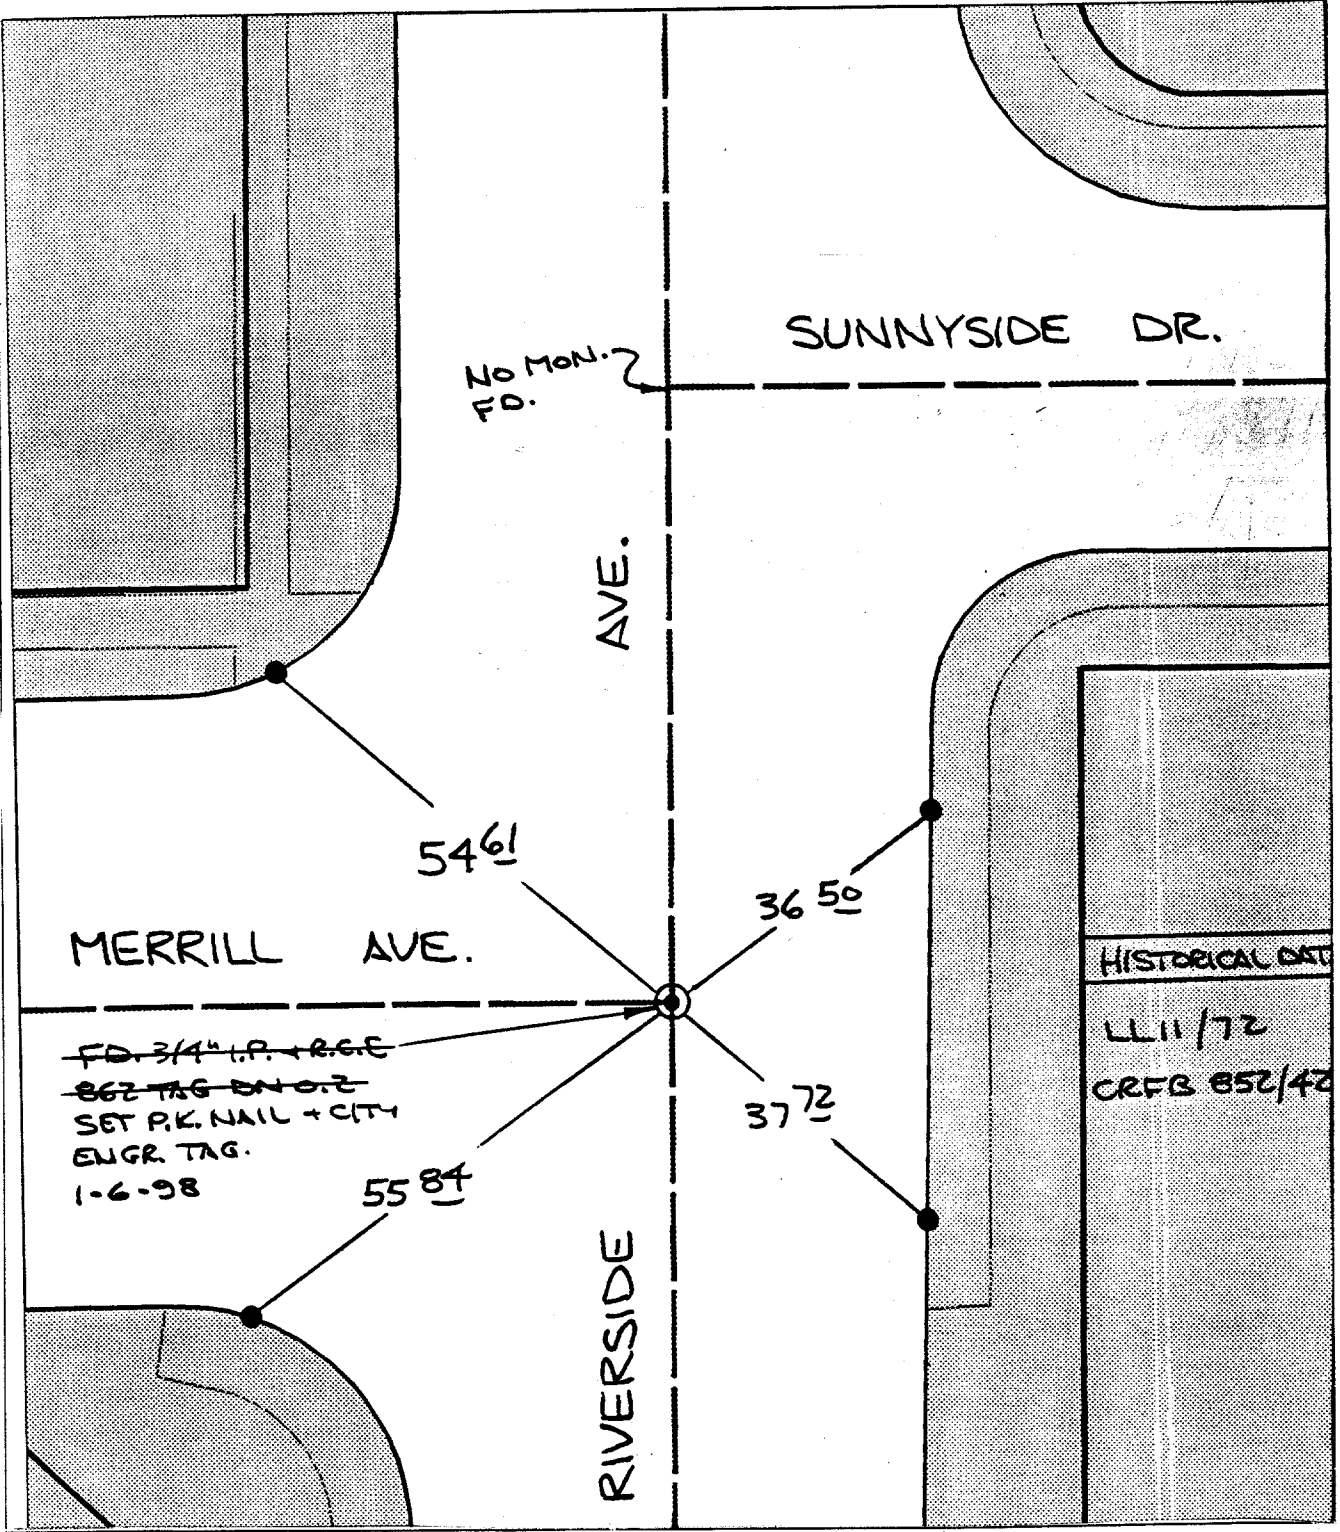 SUNNYSIDE DR.
NO MON.
FD.
RIVERSIDE AVE.
54 61
36 50
MERRILL AVE.
HISTORICAL DAT
LL11/72
CRFB 852/42
FD. 3/4" I.P. + R.C.E
862 TAG DN 0.2
SET P.K. NAIL + CITY
ENGR. TAG.
1-6-98
37 72
55 84